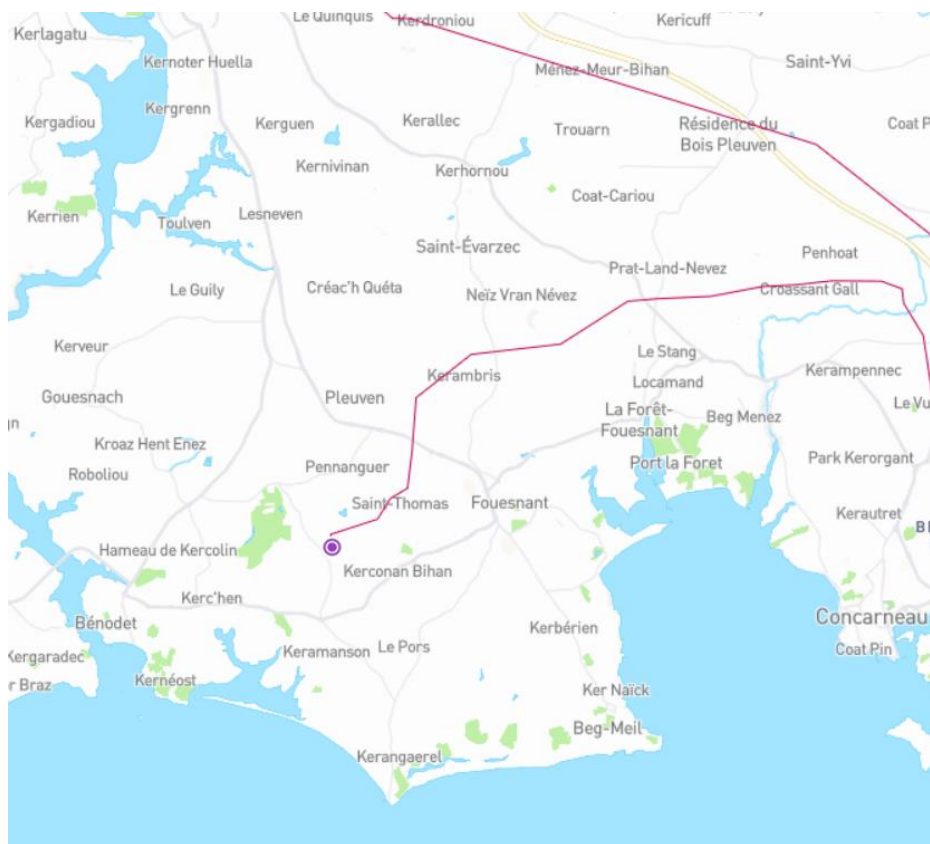 Le Quinquis
Kerdroniou
Kericuff
Kerlagatu
Kernoter Huella
Ménez-Meur-Bihan
Saint-Yvi
Kergrenn
Kergadiou
Kerguen
Kerallec
Trouarn
Résidence du
Bois Pleuven
Coat P
Kernivinan
Kerhornou
Coat-Cariou
Kerrien
Toulven
Lesneven
Saint-Évarzec
Penhoat
Prat-Land-Nevez
Le Guily
Créac'h Quéta
Neïz Vran Névez
Croassant Gall
Kerveur
Le Stang
Kerambris
Locamand
Kerampennec
Gouesnach
Pleuven
La Forêt-
Fouesnant
Beg Menez
Le Vu
gn
Kroaz Hent Enez
Roboliou
Pennanguer
Port la Foret
Park Kerorgant
Saint-Thomas
Fouesnant
Kerautret
Hameau de Kercolin
Kerconan Bihan
Kerc'hen
Bénodet
Kerbérien
Concarneau
Coat Pin
Kergaradec
Keramanson
Le Pors
r Braz
Kernéost
Ker Naïck
Beg-Meil
Kerangaerel